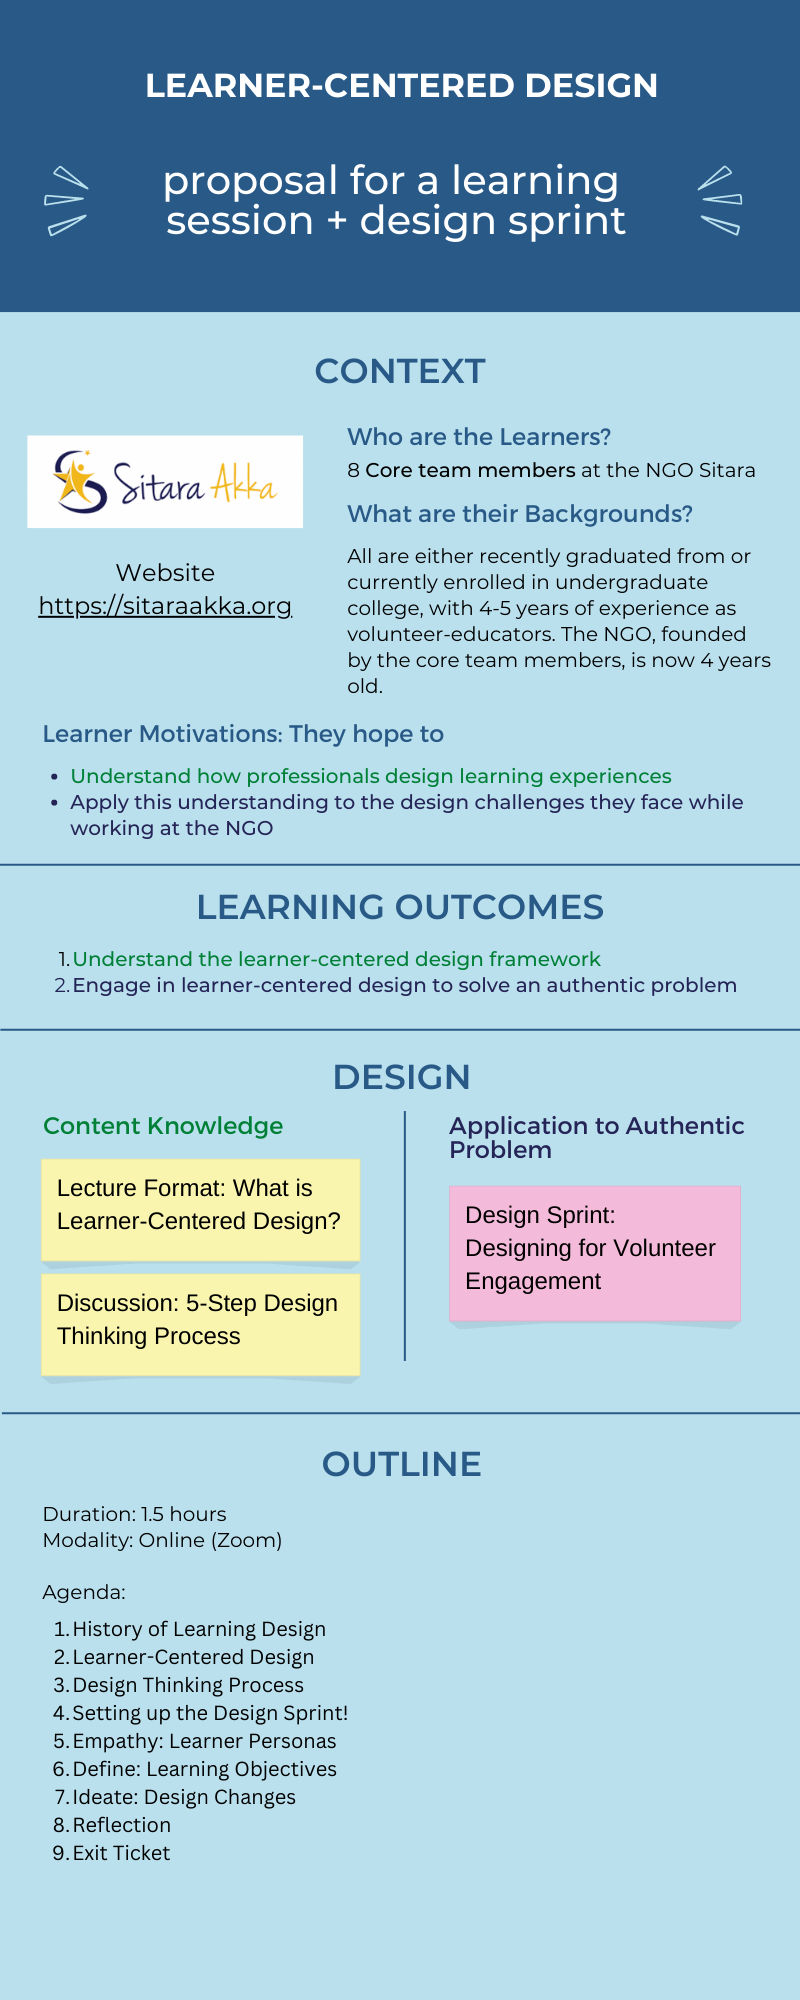 LEARNER-CENTERED DESIGN
proposal for a learning
session + design sprint
CONTEXT
Sitara Akka
Website
https://sitaraakka.org
Who are the Learners?
8 Core team members at the NGO Sitara
What are their Backgrounds?
All are either recently graduated from or
currently enrolled in undergraduate
college, with 4-5 years of experience as
volunteer-educators. The NGO, founded
by the core team members, is now 4 years
old.
Learner Motivations: They hope to
• Understand how professionals design learning experiences
• Apply this understanding to the design challenges they face while
working at the NGO
LEARNING OUTCOMES
1. Understand the learner-centered design framework
2. Engage in learner-centered design to solve an authentic problem
DESIGN
Content Knowledge
Lecture Format: What is
Learner-Centered Design?
Discussion: 5-Step Design
Thinking Process
Application to Authentic
Problem
Design Sprint:
Designing for Volunteer
Engagement
OUTLINE
Duration: 1.5 hours
Modality: Online (Zoom)
Agenda:
1. History of Learning Design
2. Learner-Centered Design
3. Design Thinking Process
4. Setting up the Design Sprint!
5. Empathy: Learner Personas
6. Define: Learning Objectives
7. Ideate: Design Changes
8. Reflection
9. Exit Ticket